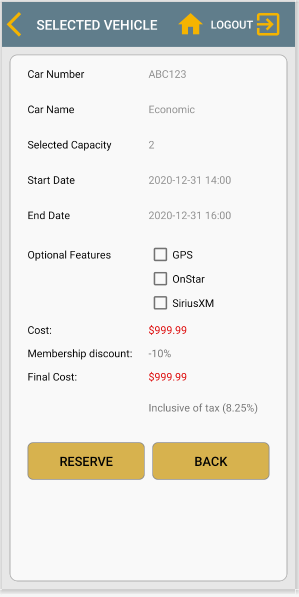 SELECTED VEHICLE LOGOUT
Car Number ABC123
Car Name Economic
Selected Capacity 2
Start Date 2020-12-31 14:00
End Date 2020-12-31 16:00
Optional Features GPS
OnStar
SiriusXM
Cost: $999.99
Membership discount: -10%
Final Cost: $999.99
Inclusive of tax (8.25%)
RESERVE BACK